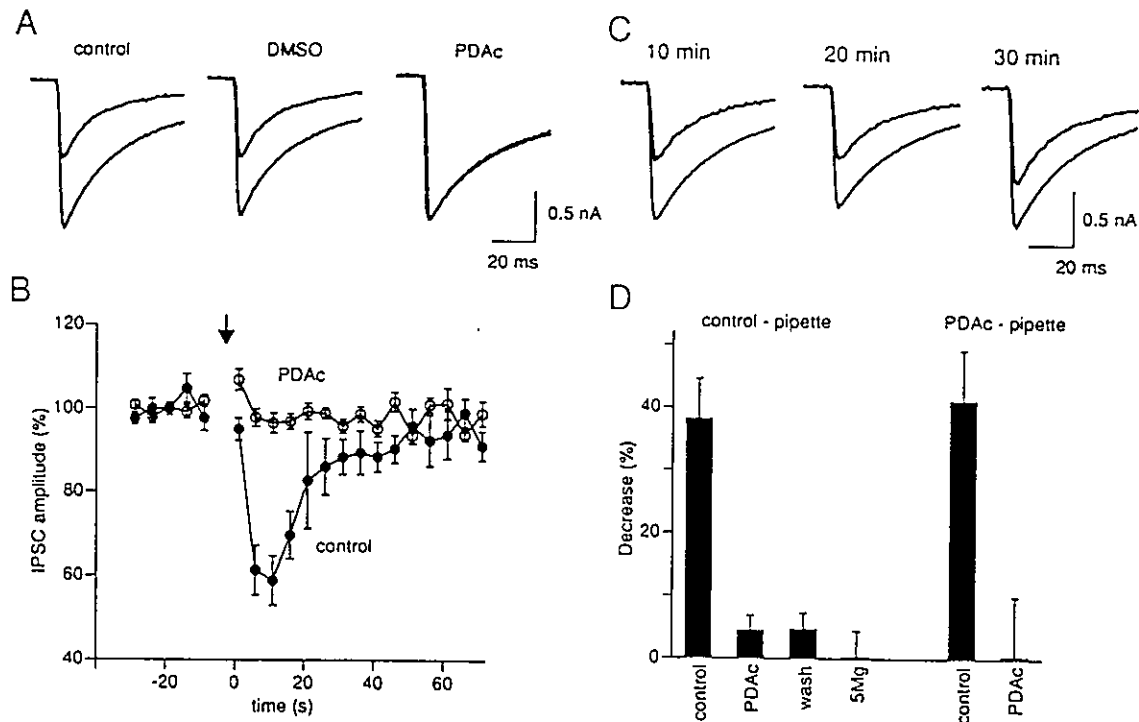 A
control
DMSO
PDAc
0.5 nA
20 ms
C
10 min
20 min
30 min
0.5 nA
20 ms
B
120
100
80
60
40
IPSC amplitude (%)
PDAc
control
-20
0
20
40
60
time (s)
D
control - pipette
PDAc - pipette
40
20
0
Decrease (%)
control
PDAc
wash
5Mg
control
PDAc